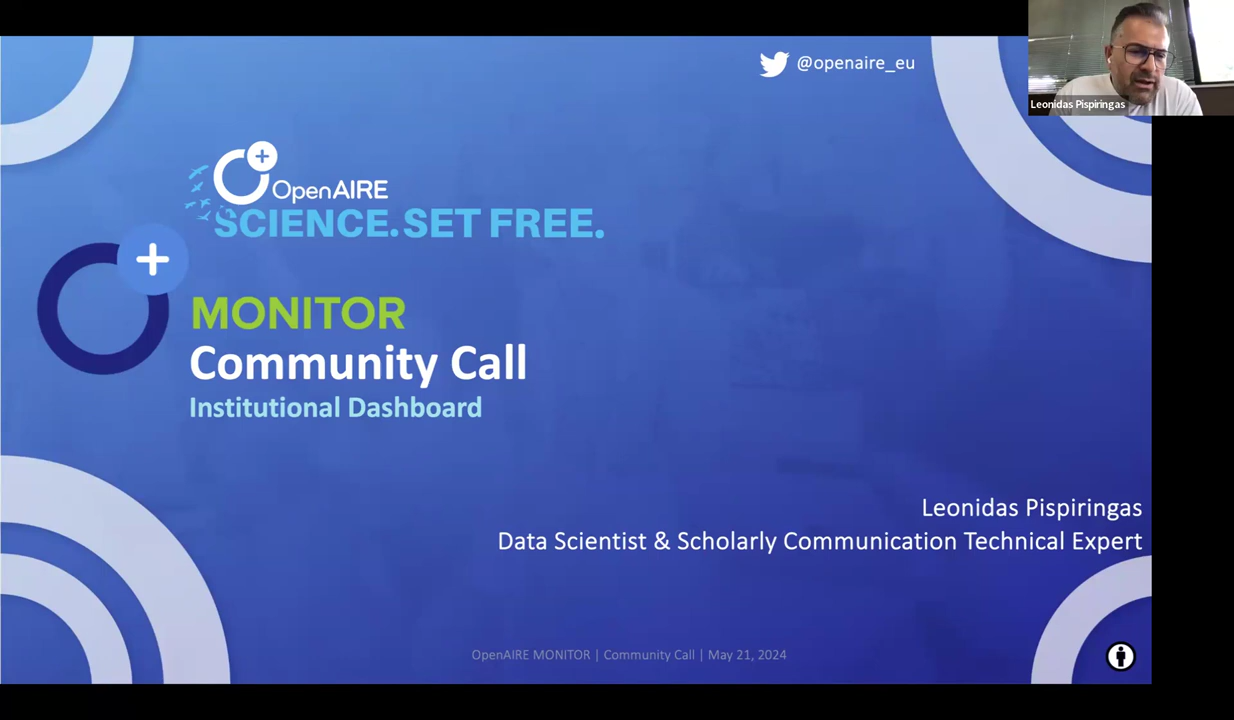 @openaire_eu
Leonidas Pispiringas
OpenAIRE
SCIENCE. SET FREE.
MONITOR
Community Call
Institutional Dashboard
Leonidas Pispiringas
Data Scientist & Scholarly Communication Technical Expert
OpenAIRE MONITOR | Community Call | May 21, 2024